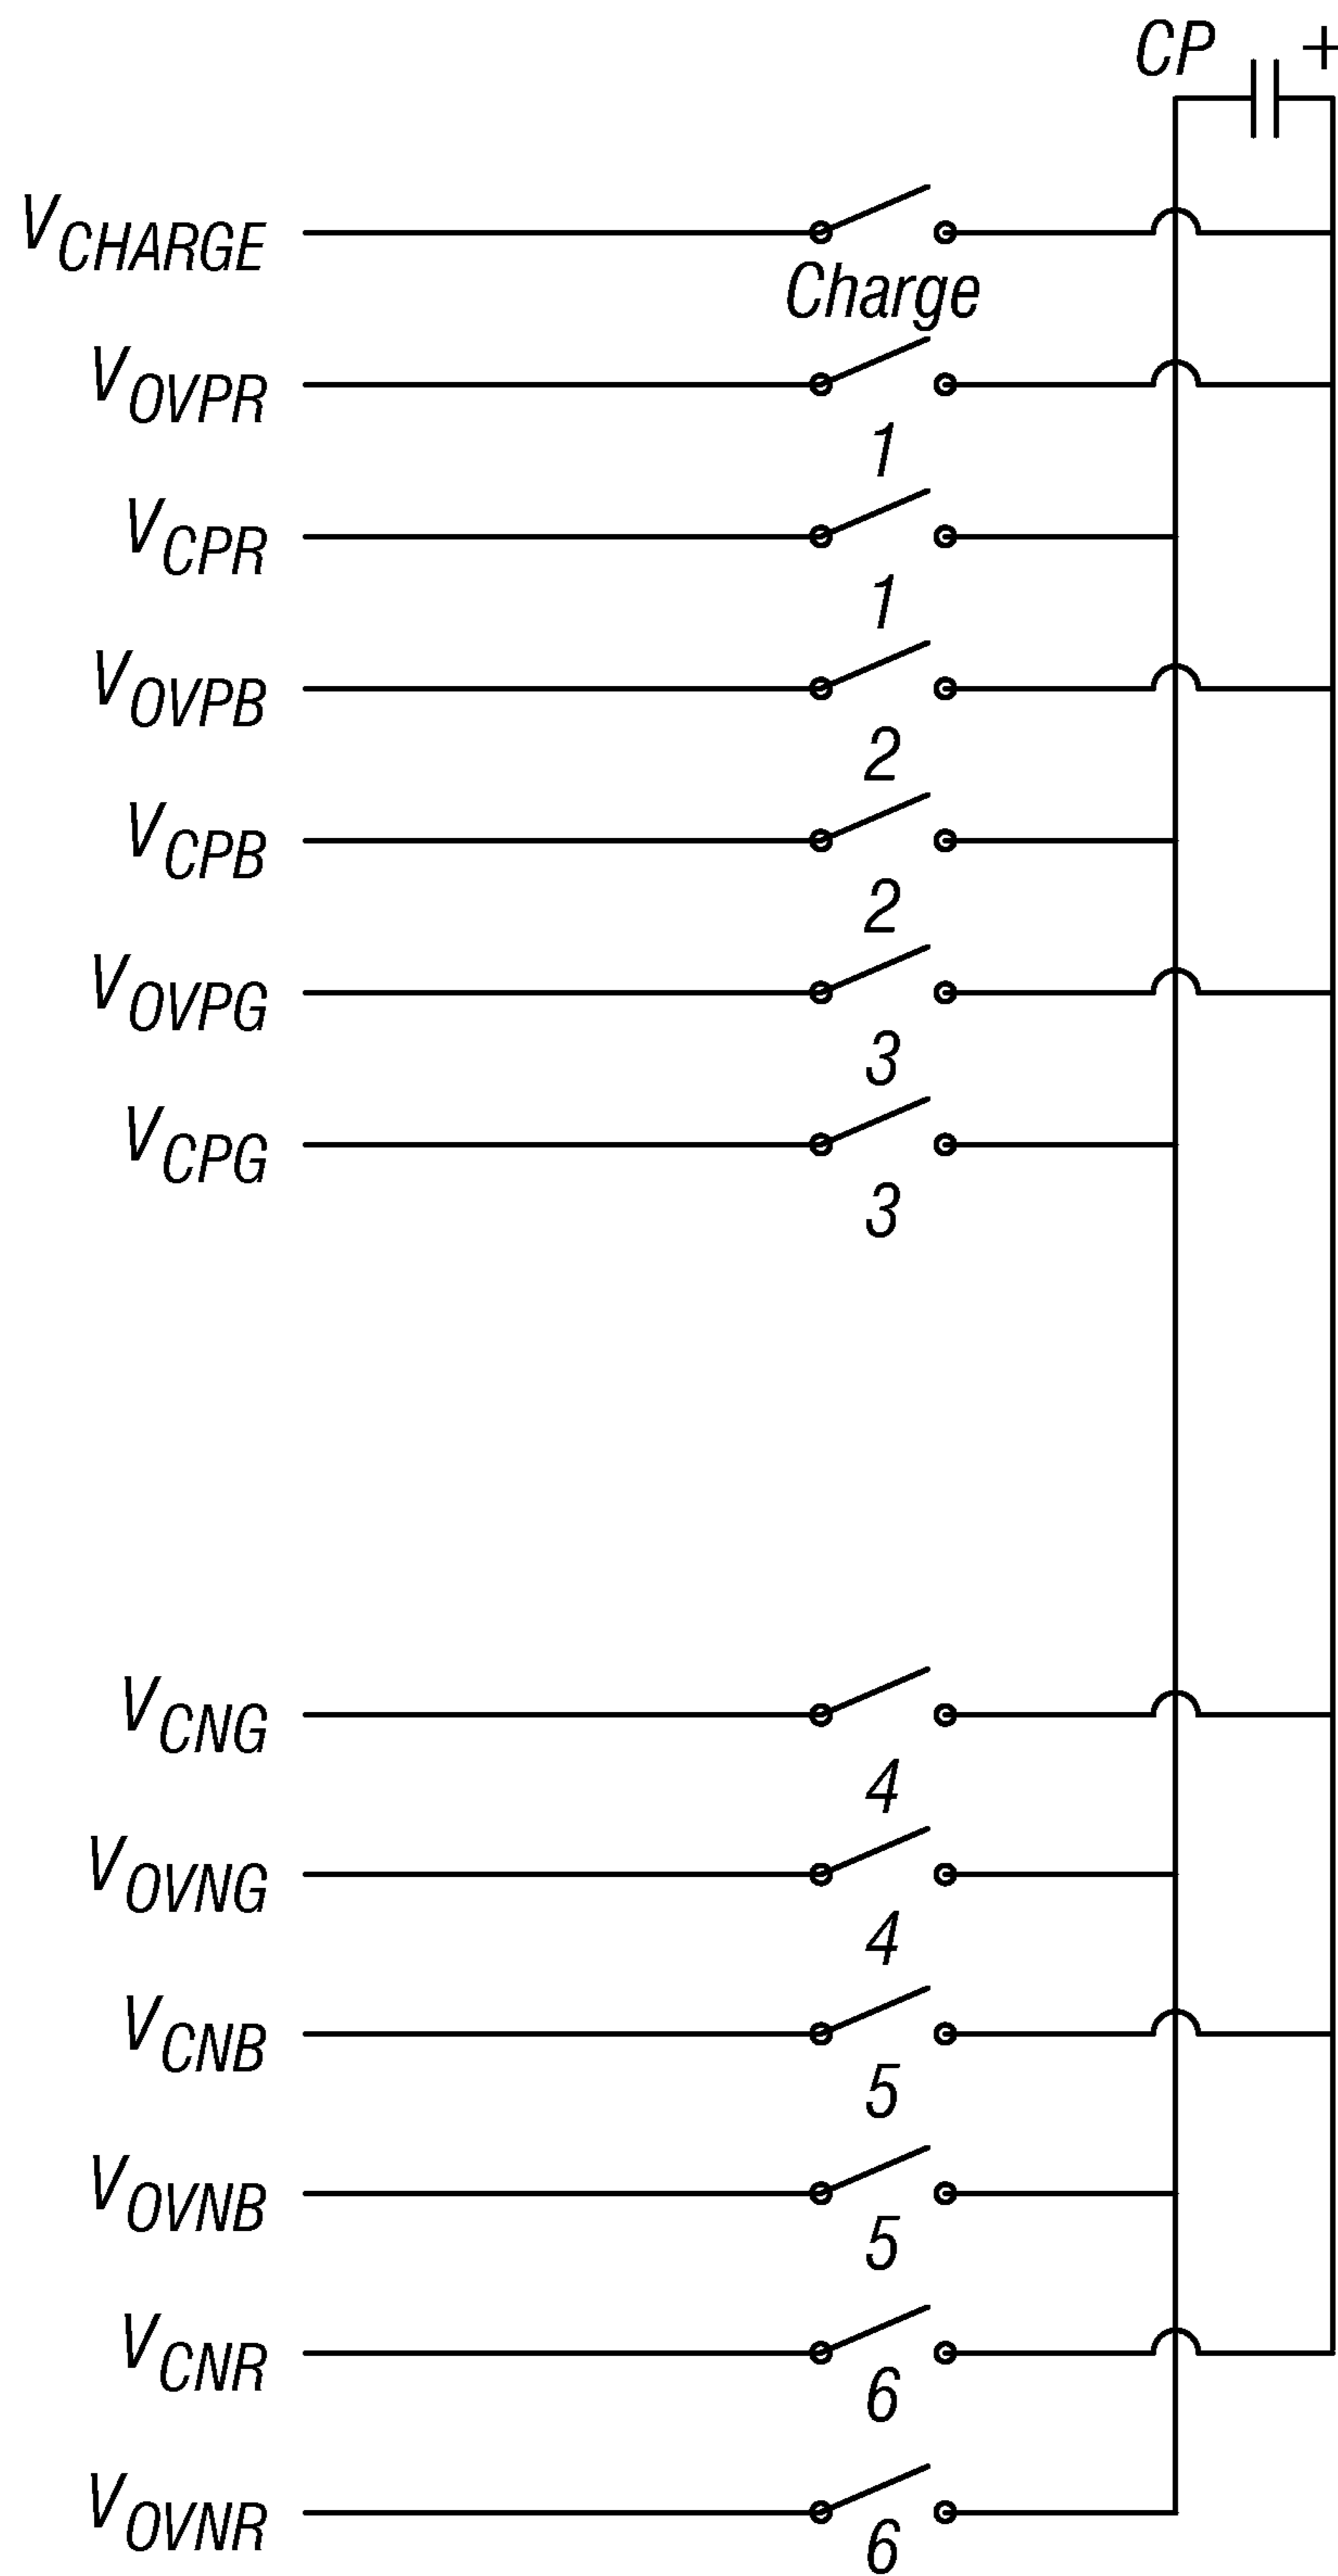 CP +
VCHARGE
Charge
VOVPR
1
VCPR
1
VOVPB
2
VCPB
2
VOVPG
3
VCPG
3
VCNG
4
VOVNG
4
VCNB
5
VOVNB
5
VCNR
6
VOVNR
6